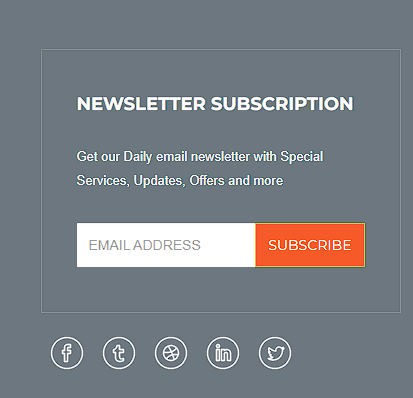 NEWSLETTER SUBSCRIPTION
Get our Daily email newsletter with Special
Services, Updates, Offers and more
EMAIL ADDRESS SUBSCRIBE